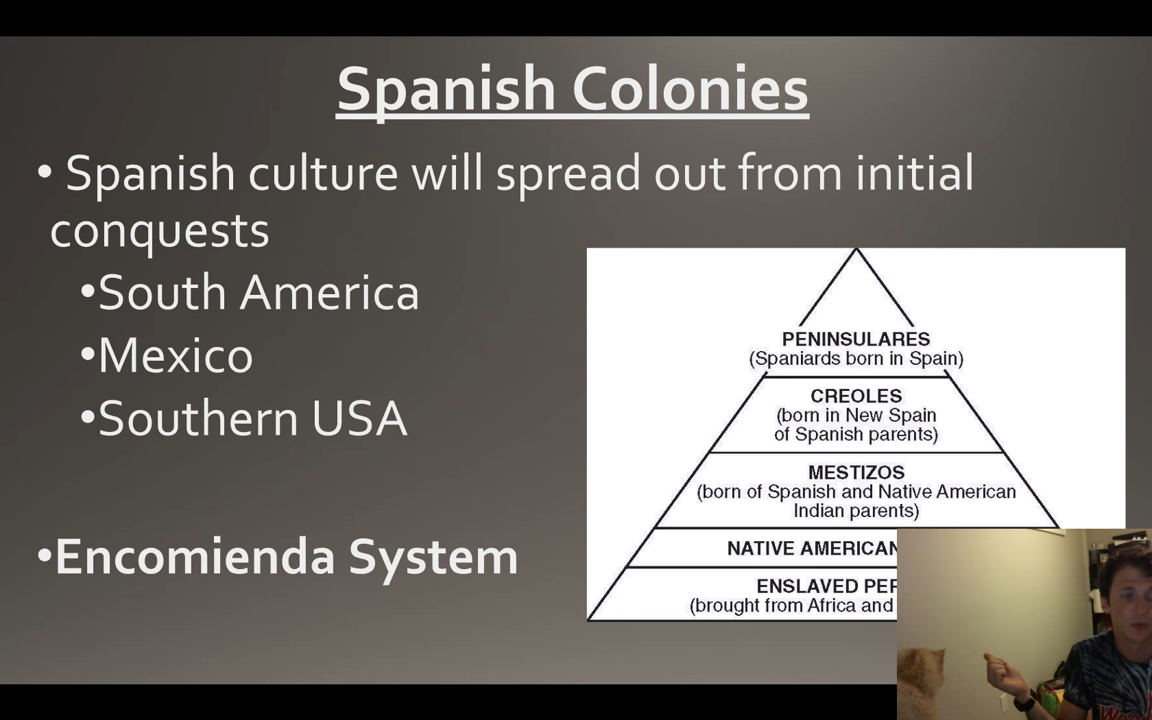 Spanish Colonies
• Spanish culture will spread out from initial
conquests
•South America
•Mexico
•Southern USA
•Encomienda System
PENINSULARES
(Spaniards born in Spain)
CREOLES
(born in New Spain
of Spanish parents)
MESTIZOS
(born of Spanish and Native American
Indian parents)
NATIVE AMERICAN
ENSLAVED
(brought from Africa and